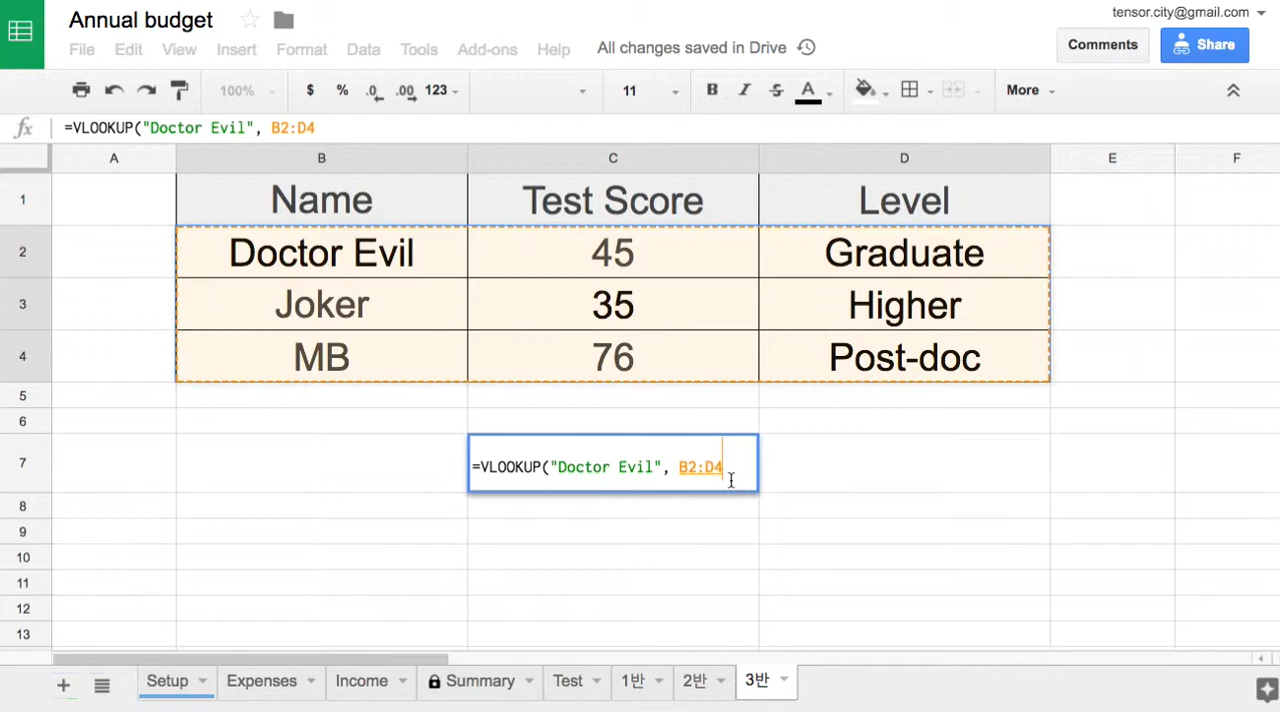 Annual budget
tensor.city@gmail.com
File Edit View Insert Format Data Tools Add-ons Help All changes saved in Drive
Comments
Share
100% $ % .0 .00 123 11 B I S A More
fx =VLOOKUP("Doctor Evil", B2:D4
A B C D E F
1 Name Test Score Level
2 Doctor Evil 45 Graduate
3 Joker 35 Higher
4 MB 76 Post-doc
5
6
7 =VLOOKUP("Doctor Evil", B2:D4
8
9
10
11
12
13
Setup Expenses Income Summary Test 1반 2반 3반